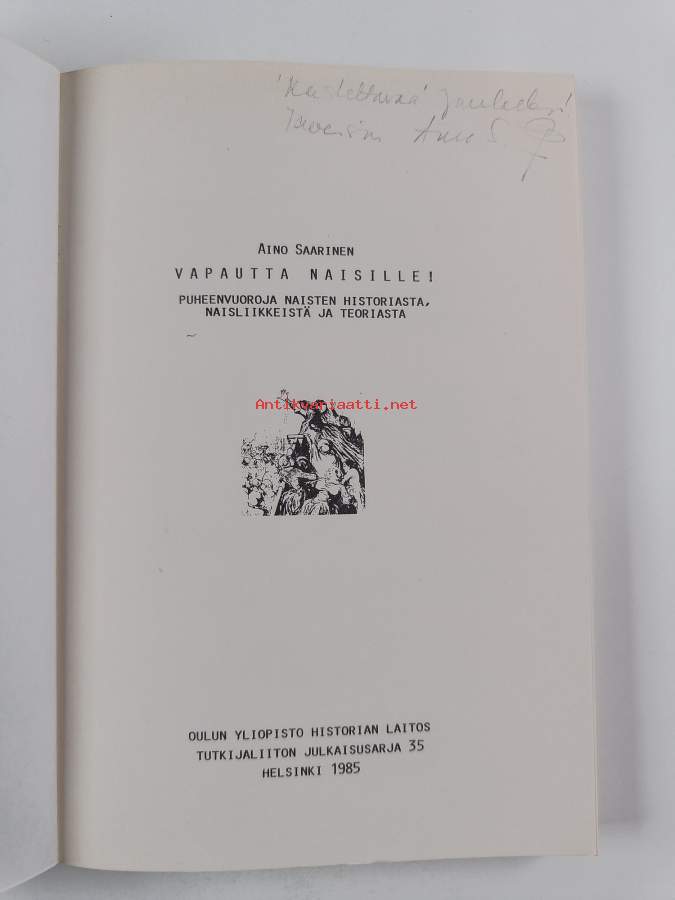 Aino S
AINO SAARINEN
VAPAUTTA NAISILLE!
PUHEENVUOROJA NAISTEN HISTORIASTA,
NAISLIIKKEISTÄ JA TEORIASTA
~
Antikvariaatti.net
OULUN YLIOPISTO HISTORIAN LAITOS
TUTKIJALIITON JULKAISUSARJA 35
HELSINKI 1985